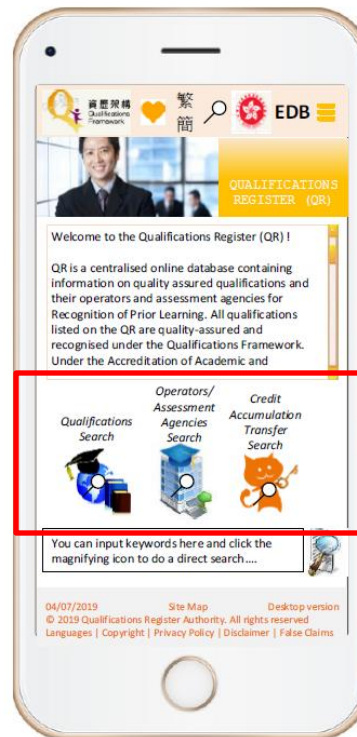 資歷架構
Qualifications
Framework
繁
簡
EDB
QUALIFICATIONS
REGISTER (QR)
Welcome to the Qualifications Register (QR) !
QR is a centralised online database containing
information on quality assured qualifications and
their operators and assessment agencies for
Recognition of Prior Learning. All qualifications
listed on the QR are quality-assured and
recognised under the Qualifications Framework.
Under the Accreditation of Academic and
Qualifications
Search
Operators/
Assessment
Agencies
Search
Credit
Accumulation
Transfer
Search
You can input keywords here and click the
magnifying icon to do a direct search....
04/07/2019 Site Map Desktop version
© 2019 Qualifications Register Authority. All rights reserved
Languages | Copyright | Privacy Policy | Disclaimer | False Claims